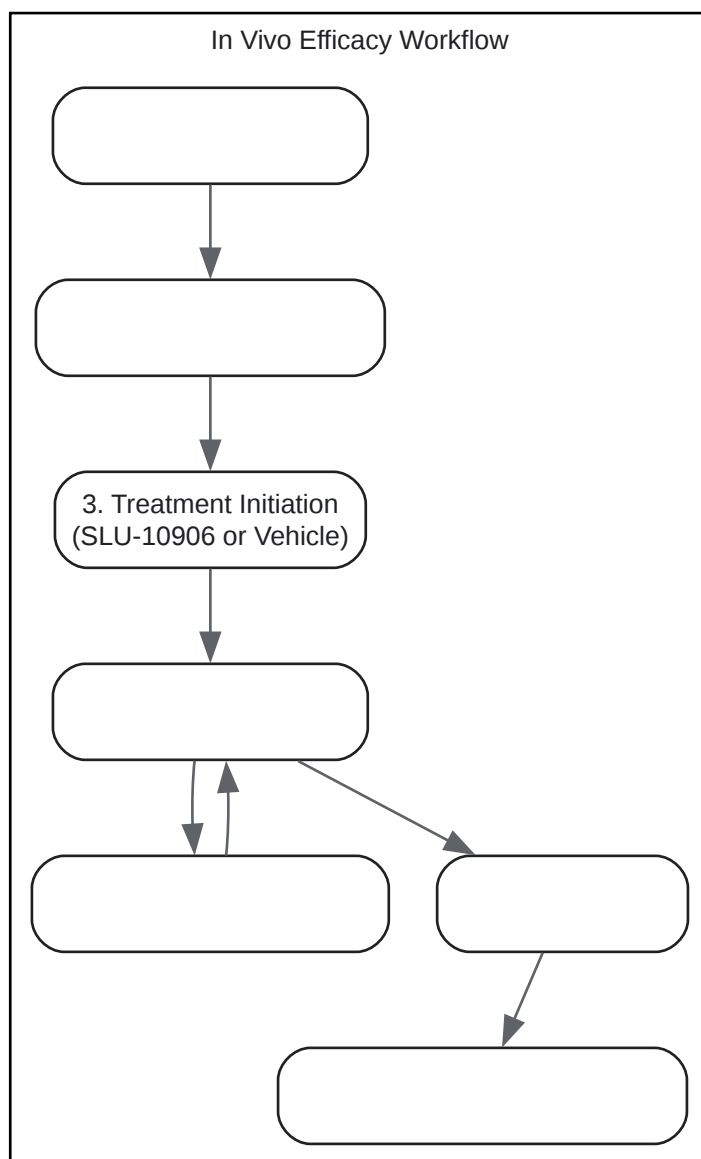 In Vivo Efficacy Workflow
3. Treatment Initiation
(SLU-10906 or Vehicle)